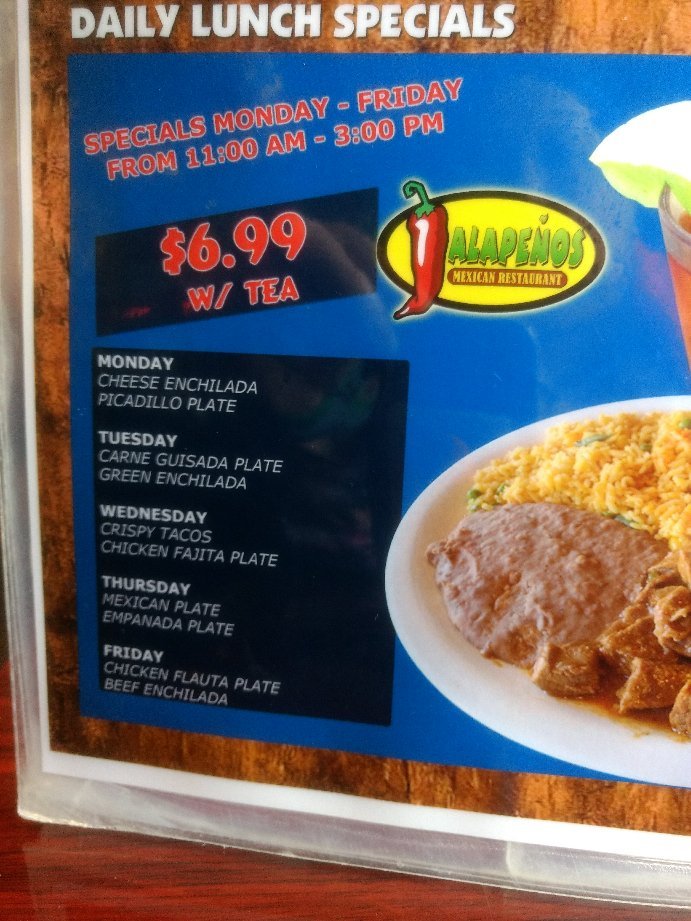 DAILY LUNCH SPECIALS
SPECIALS MONDAY - FRIDAY
FROM 11:00 AM - 3:00 PM
$6.99
W/ TEA
JALAPEÑOS
MEXICAN RESTAURANT
MONDAY
CHEESE ENCHILADA
PICADILLO PLATE
TUESDAY
CARNE GUISADA PLATE
GREEN ENCHILADA
WEDNESDAY
CRISPY TACOS
CHICKEN FAJITA PLATE
THURSDAY
MEXICAN PLATE
EMPANADA PLATE
FRIDAY
CHICKEN FLAUTA PLATE
BEEF ENCHILADA